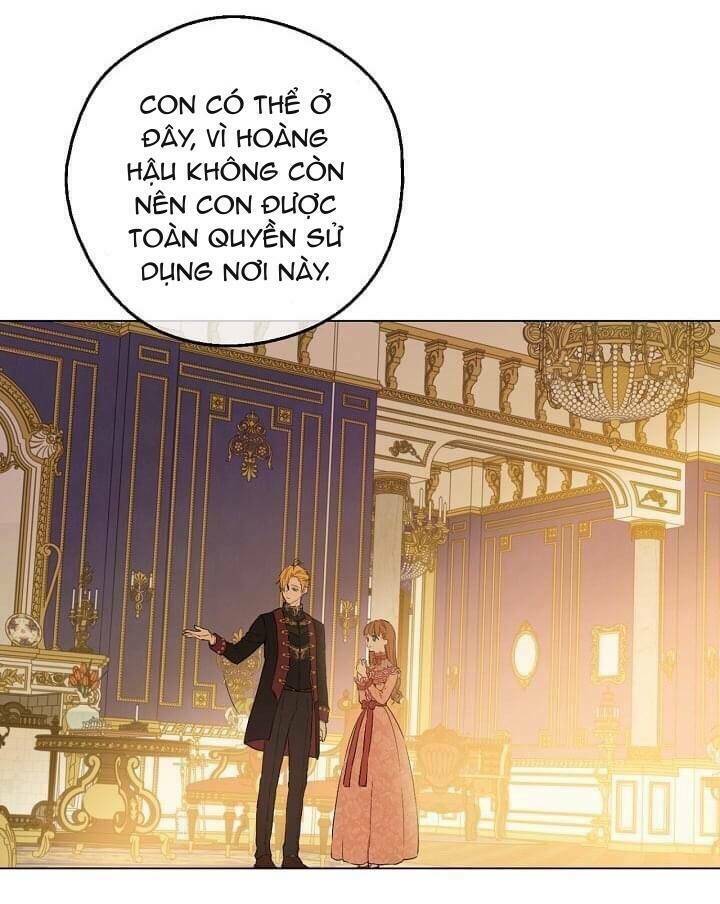 CON CÓ THỂ Ở
ĐÂY, VÌ HOÀNG
HẬU KHÔNG CÒN
NÊN CON ĐƯỢC
TOÀN QUYỀN SỬ
DỤNG NƠI NÀY.